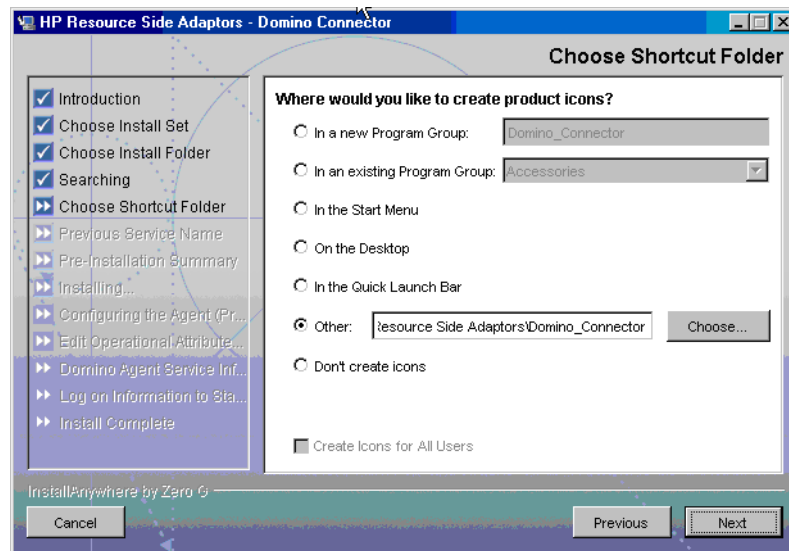 HP Resource Side Adaptors - Domino Connector
Choose Shortcut Folder
Introduction
Choose Install Set
Choose Install Folder
Searching
Choose Shortcut Folder
Previous Service Name
Pre-Installation Summary
Installing...
Configuring the Agent (Pr...
Edit Operational Attribute...
Domino Agent Service Inf...
Log on Information to Sta...
Install Complete
Where would you like to create product icons?
In a new Program Group: Domino_Connector
In an existing Program Group: Accessories
In the Start Menu
On the Desktop
In the Quick Launch Bar
Other: Resource Side Adaptors\Domino_Connector Choose...
Don't create icons
Create Icons for All Users
InstallAnywhere by Zero G
Cancel Previous Next